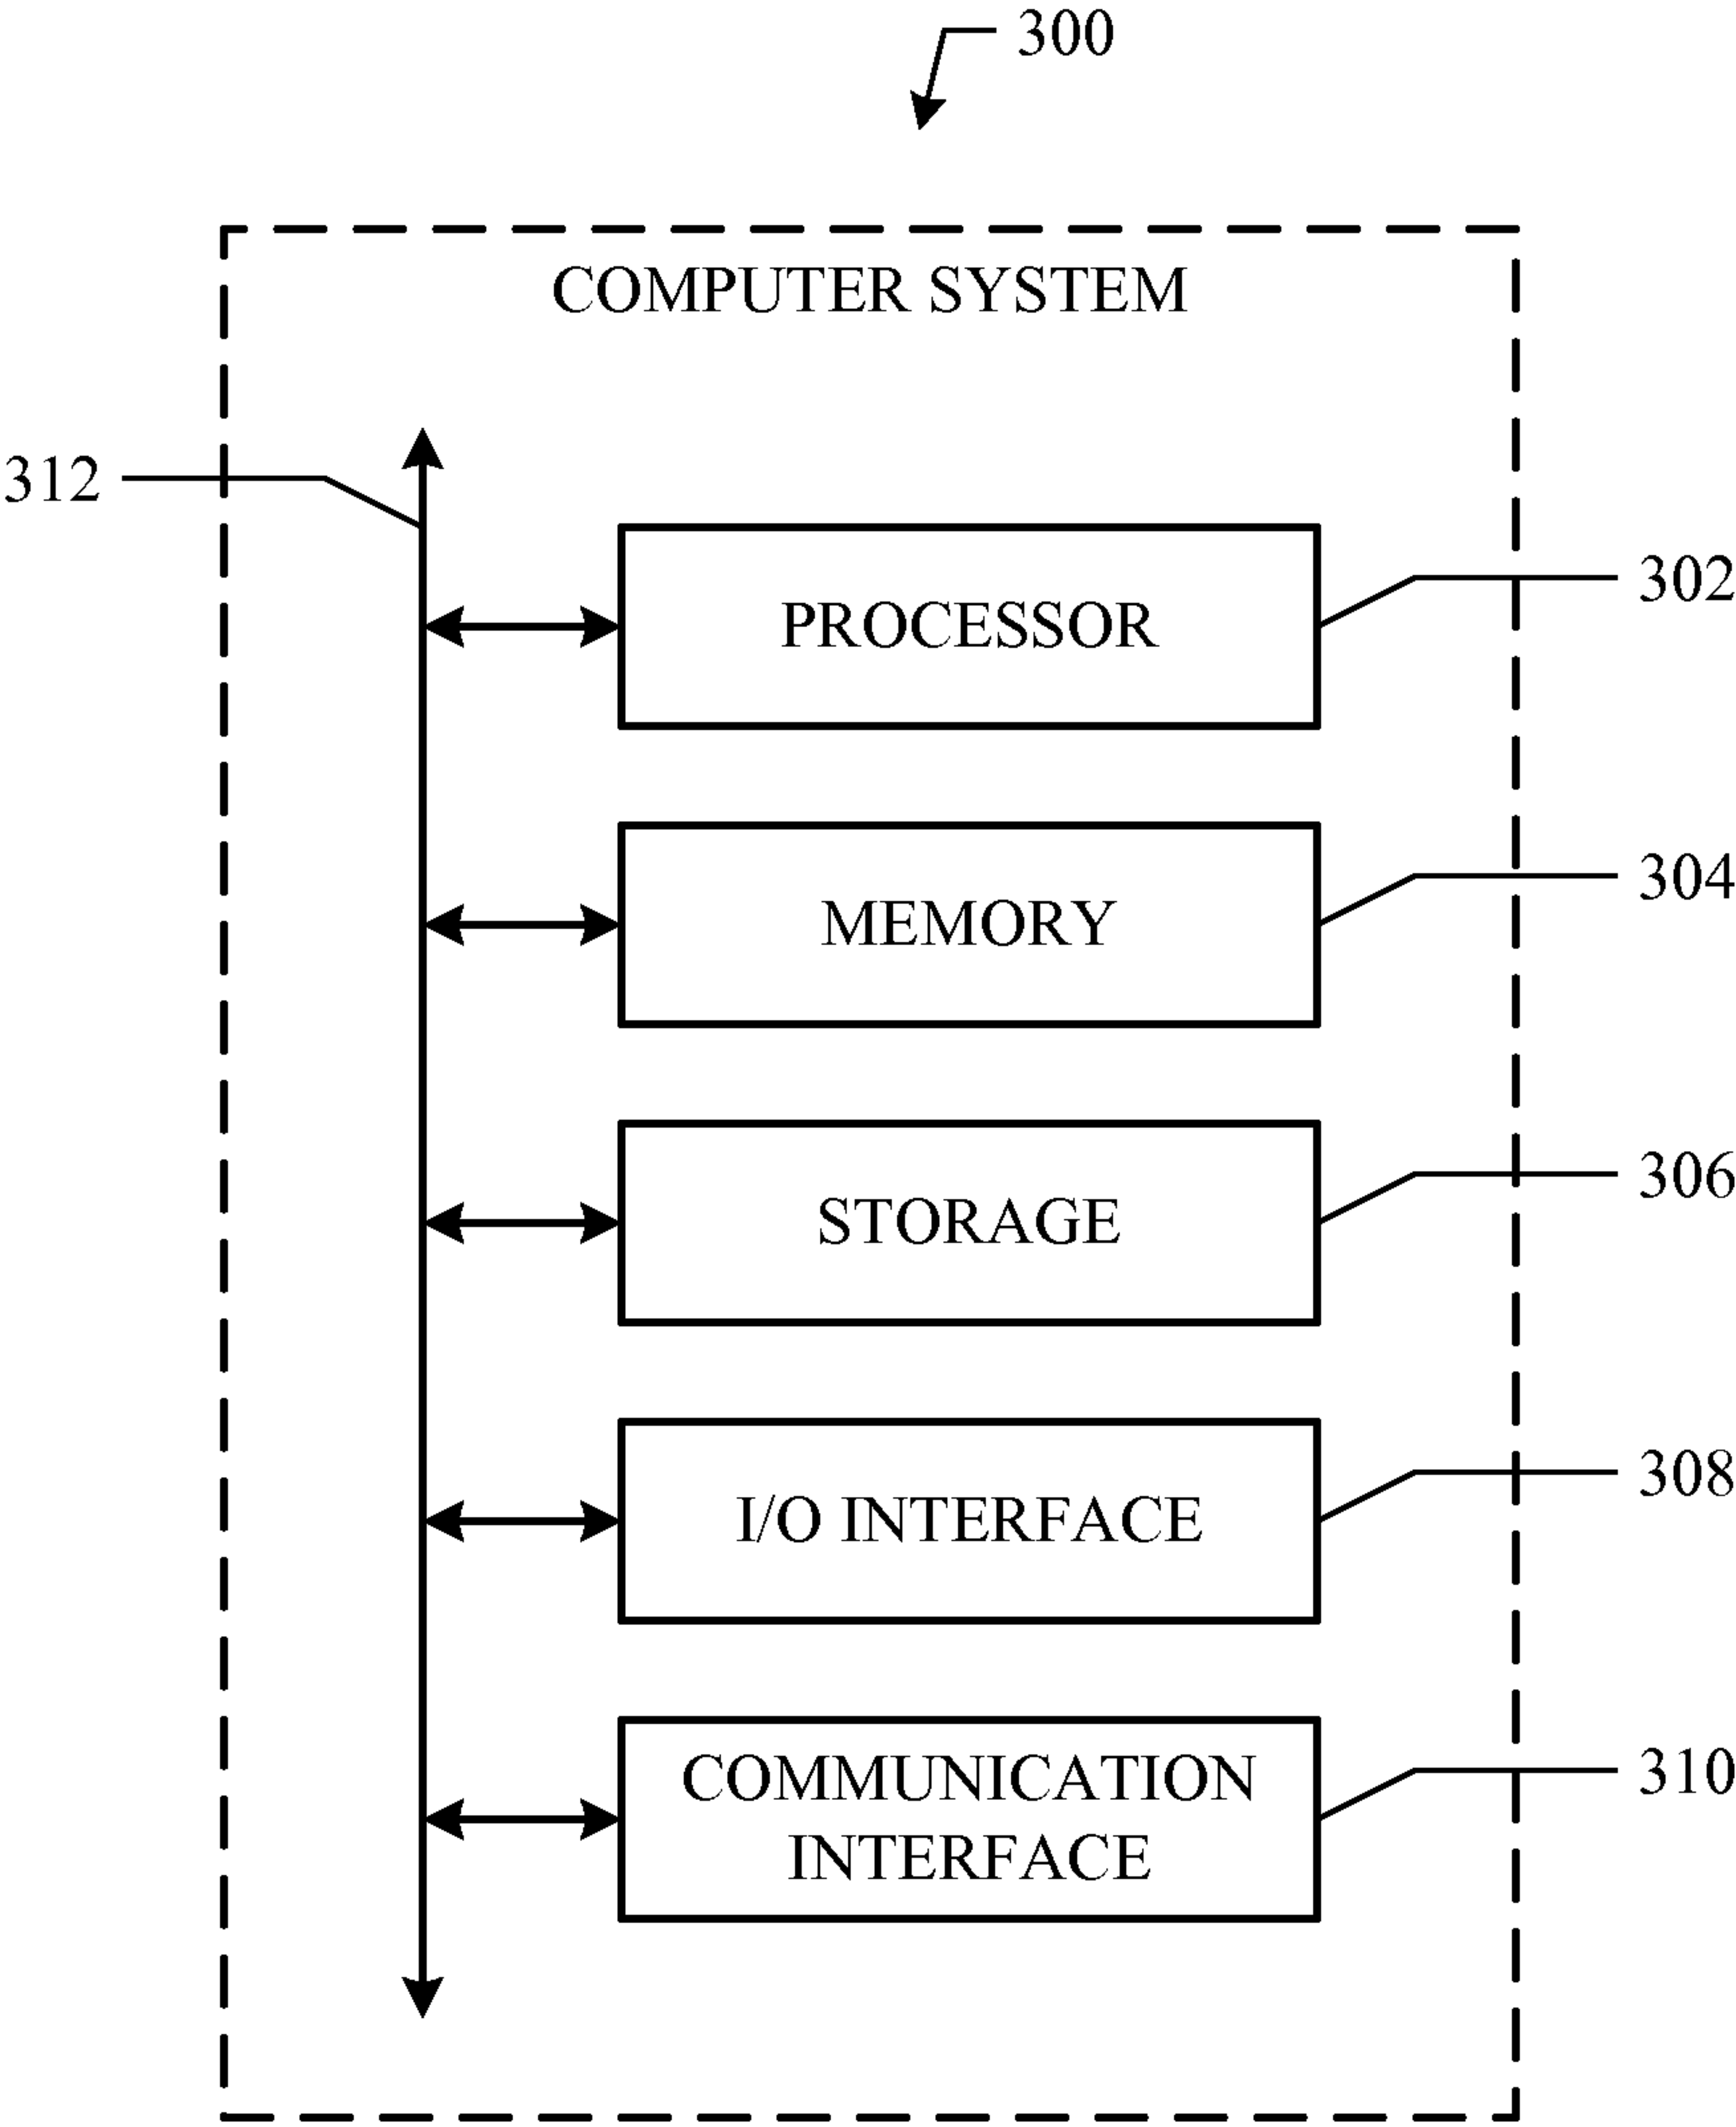 300
COMPUTER SYSTEM
312
PROCESSOR
302
MEMORY
304
STORAGE
306
I/O INTERFACE
308
COMMUNICATION
INTERFACE
310